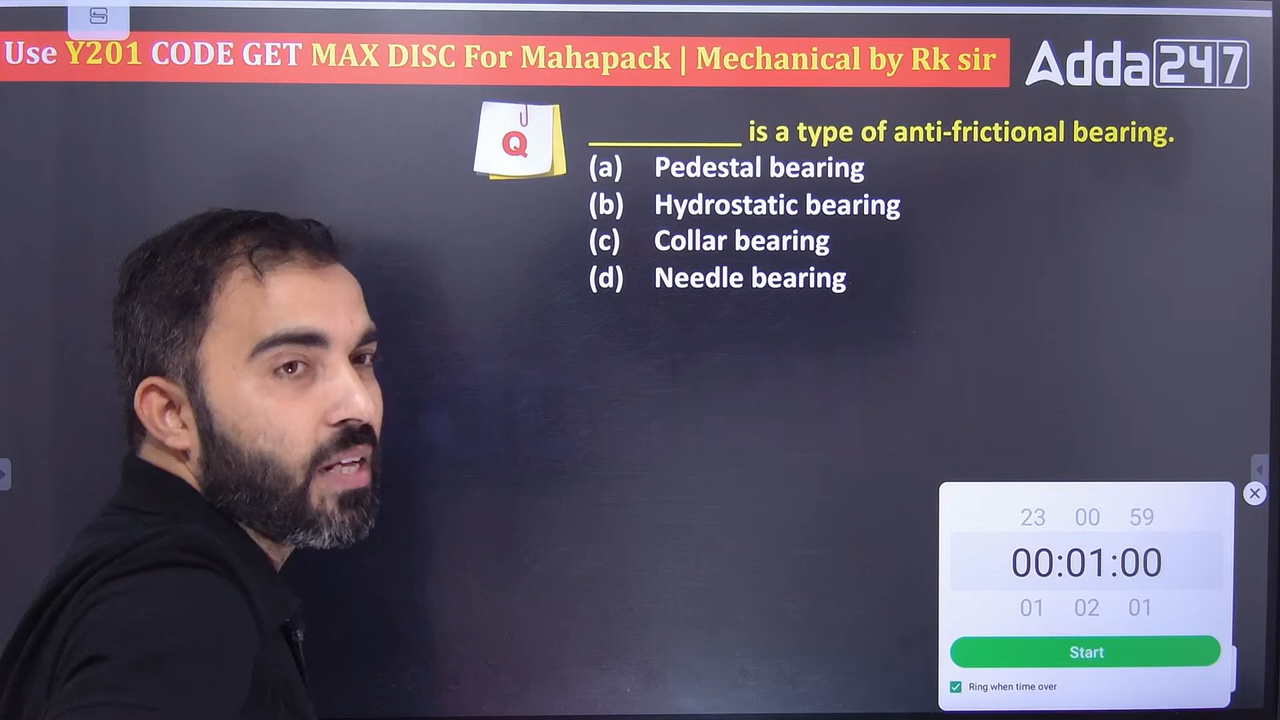 Use Y201 CODE GET MAX DISC For Mahapack | Mechanical by Rk sir
Adda247
Q
__________ is a type of anti-frictional bearing.
(a) Pedestal bearing
(b) Hydrostatic bearing
(c) Collar bearing
(d) Needle bearing
23 00 59
00:01:00
01 02 01
Start
Ring when time over